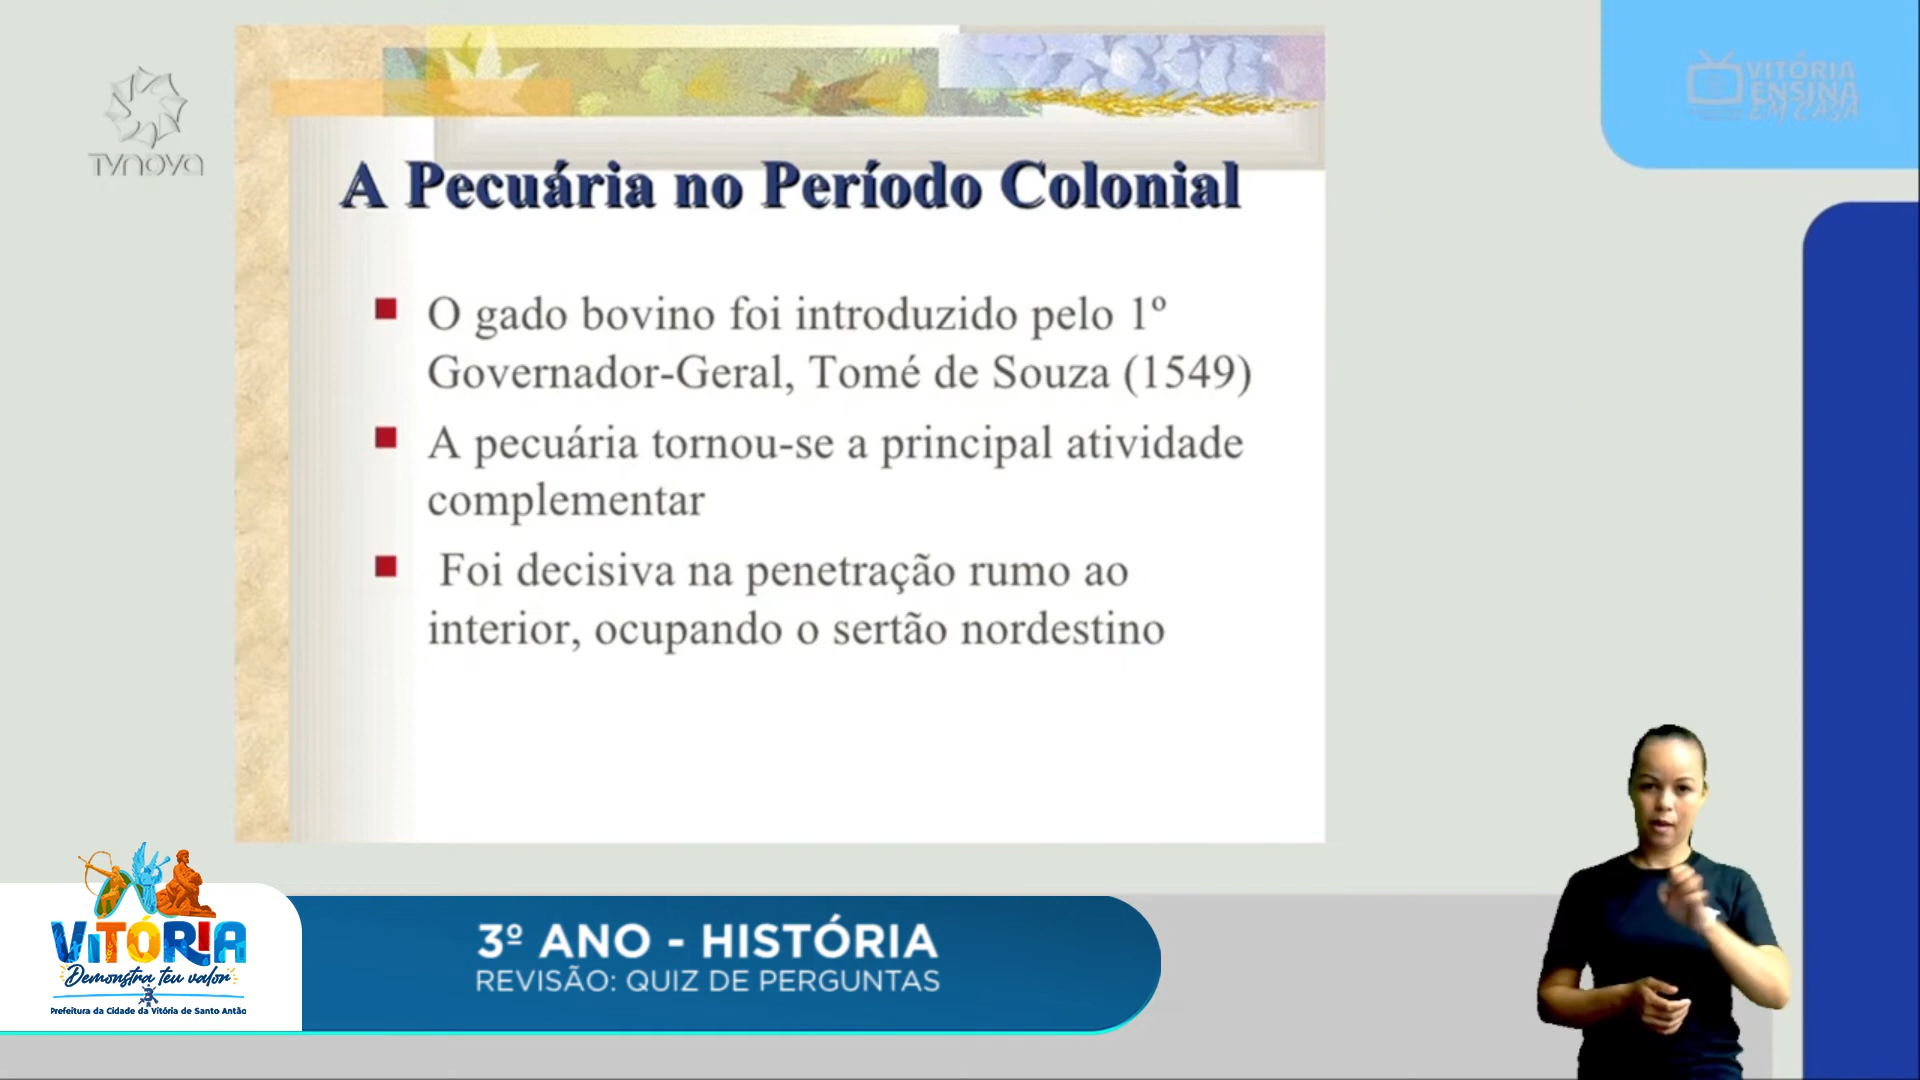 TVNOVA
VITÓRIA
ENSINA
EM CASA
A Pecuária no Período Colonial
O gado bovino foi introduzido pelo 1º
Governador-Geral, Tomé de Souza (1549)
A pecuária tornou-se a principal atividade
complementar
Foi decisiva na penetração rumo ao
interior, ocupando o sertão nordestino
VITÓRIA
Demonstra teu valor
Prefeitura da Cidade da Vitória de Santo Antão
3º ANO - HISTÓRIA
REVISÃO: QUIZ DE PERGUNTAS